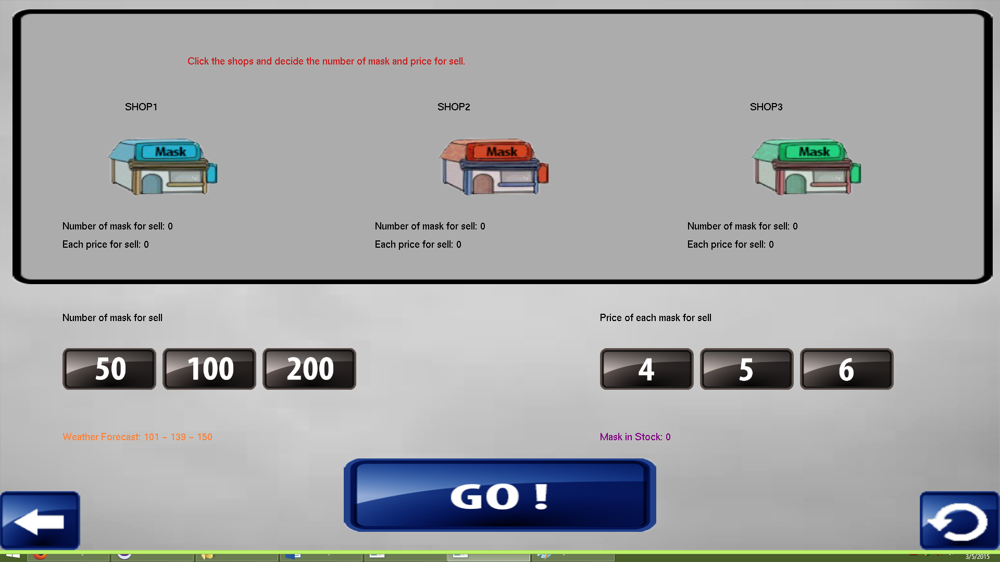 Click the shops and decide the number of mask and price for sell.
SHOP1 SHOP2 SHOP3
Mask Mask Mask
Number of mask for sell: 0 Number of mask for sell: 0 Number of mask for sell: 0
Each price for sell: 0 Each price for sell: 0 Each price for sell: 0
Number of mask for sell Price of each mask for sell
50 100 200 4 5 6
Weather Forecast: 101 – 139 – 150 Mask in Stock: 0
GO !
3/5/2015